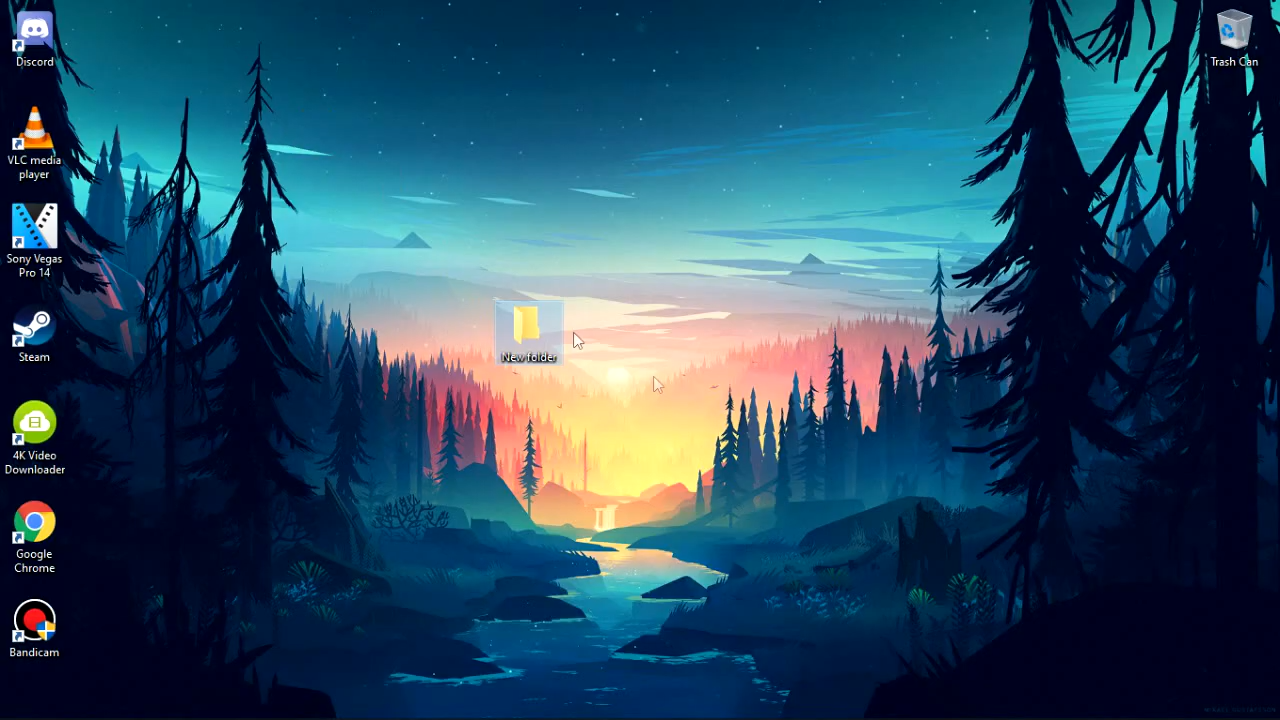 Discord
VLC media
player
Sony Vegas
Pro 14
Steam
4K Video
Downloader
Google
Chrome
Bandicam
New folder
Trash Can